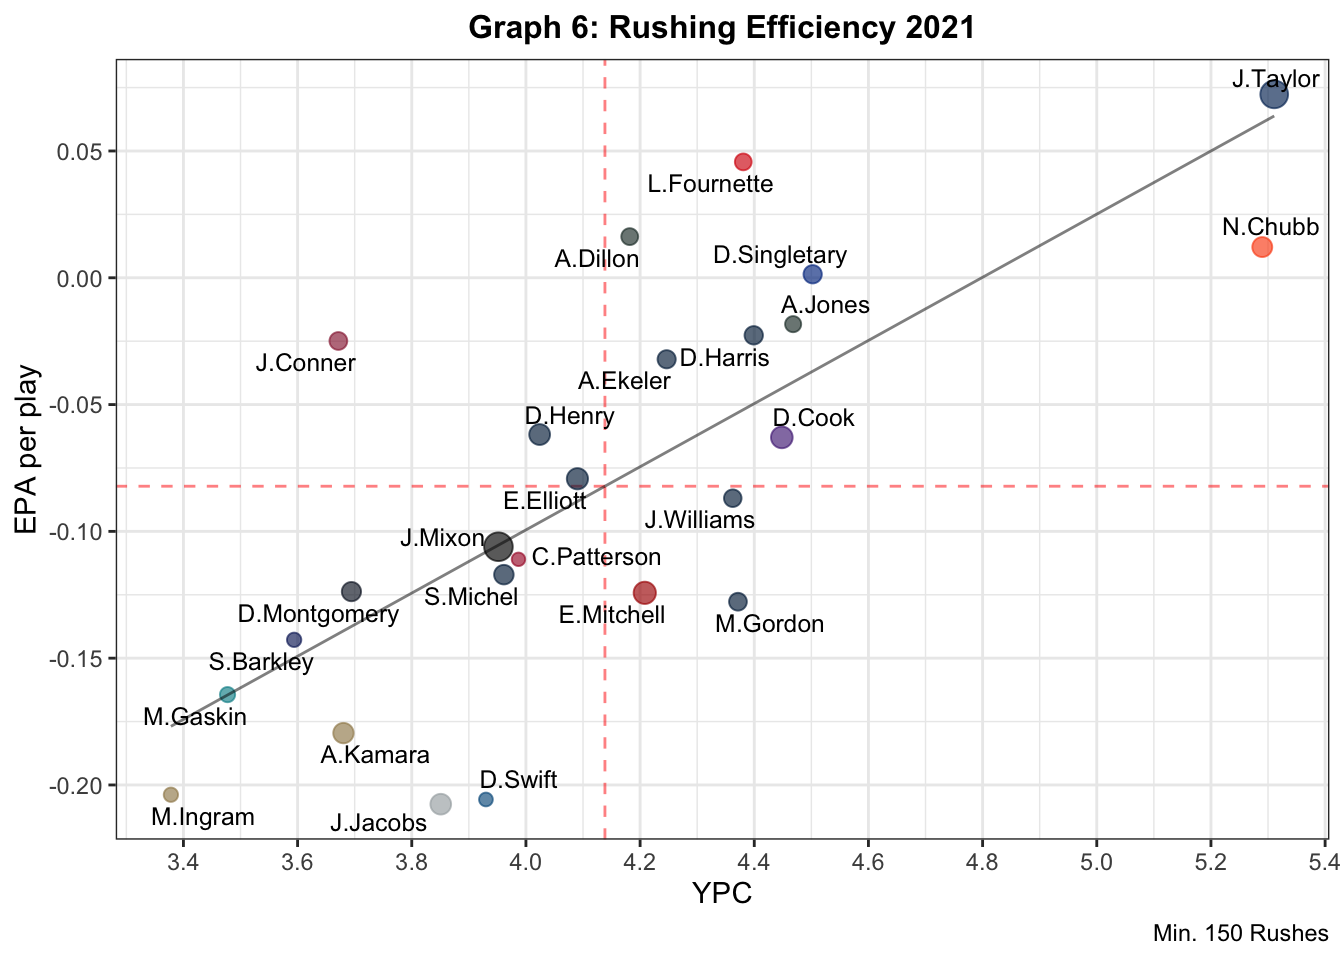 Graph 6: Rushing Efficiency 2021
J.Taylor
0.05
L.Fournette
N.Chubb
A.Dillon
D.Singletary
0.00
A.Jones
J.Conner
D.Harris
A.Ekeler
-0.05
D.Henry
D.Cook
EPA per play
E.Elliott
J.Williams
-0.10
J.Mixon
C.Patterson
S.Michel
D.Montgomery
E.Mitchell
M.Gordon
-0.15
S.Barkley
M.Gaskin
A.Kamara
-0.20
D.Swift
M.Ingram
J.Jacobs
3.4 3.6 3.8 4.0 4.2 4.4 4.6 4.8 5.0 5.2 5.4
YPC
Min. 150 Rushes